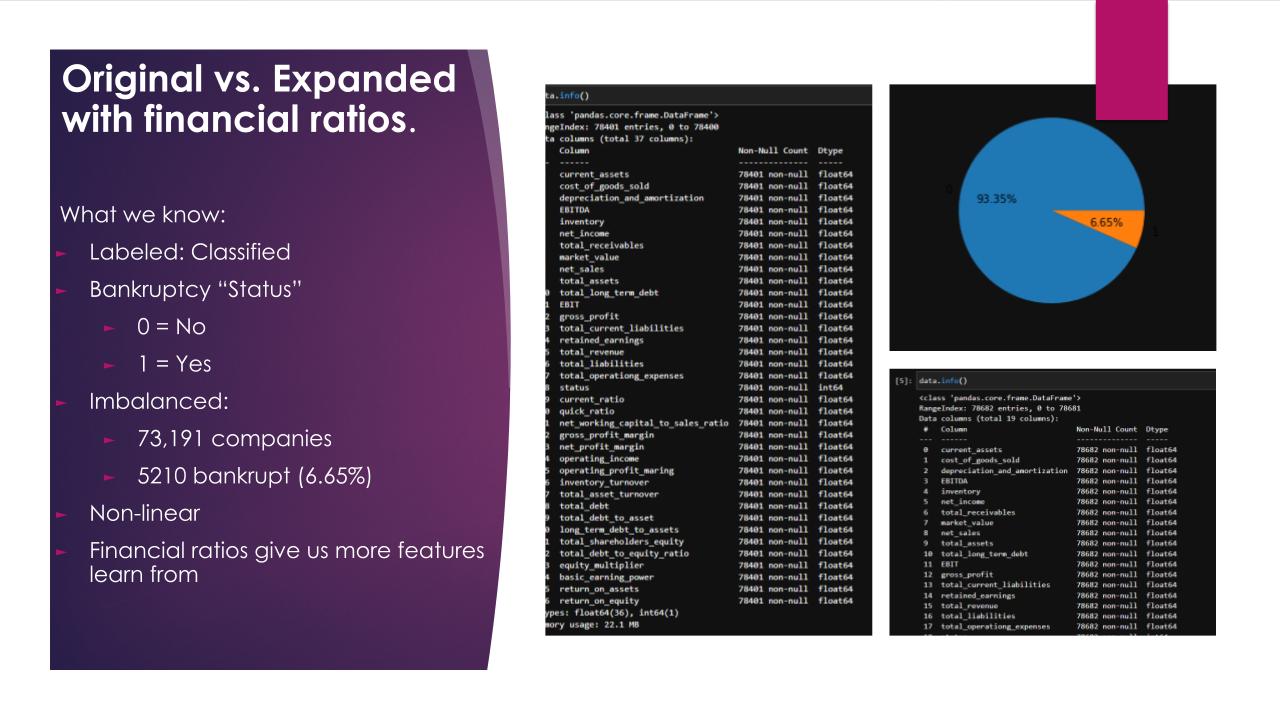 Original vs. Expanded
with financial ratios.
What we know:
► Labeled: Classified
► Bankruptcy “Status”
► 0 = No
► 1 = Yes
► Imbalanced:
► 73,191 companies
► 5210 bankrupt (6.65%)
► Non-linear
► Financial ratios give us more features
learn from
ta.info()
lass 'pandas.core.frame.DataFrame'>
ngeIndex: 78401 entries, 0 to 78400
ta columns (total 37 columns):
Column Non-Null Count Dtype
- ------ -------------- -----
current_assets 78401 non-null float64
cost_of_goods_sold 78401 non-null float64
depreciation_and_amortization 78401 non-null float64
EBITDA 78401 non-null float64
inventory 78401 non-null float64
net_income 78401 non-null float64
total_receivables 78401 non-null float64
market_value 78401 non-null float64
net_sales 78401 non-null float64
total_assets 78401 non-null float64
0 total_long_term_debt 78401 non-null float64
1 EBIT 78401 non-null float64
2 gross_profit 78401 non-null float64
3 total_current_liabilities 78401 non-null float64
4 retained_earnings 78401 non-null float64
5 total_revenue 78401 non-null float64
6 total_liabilities 78401 non-null float64
7 total_operationg_expenses 78401 non-null float64
8 status 78401 non-null int64
9 current_ratio 78401 non-null float64
0 quick_ratio 78401 non-null float64
1 net_working_capital_to_sales_ratio 78401 non-null float64
2 gross_profit_margin 78401 non-null float64
3 net_profit_margin 78401 non-null float64
4 operating_income 78401 non-null float64
5 operating_profit_maring 78401 non-null float64
6 inventory_turnover 78401 non-null float64
7 total_asset_turnover 78401 non-null float64
8 total_debt 78401 non-null float64
9 total_debt_to_asset 78401 non-null float64
0 long_term_debt_to_assets 78401 non-null float64
1 total_shareholders_equity 78401 non-null float64
2 total_debt_to_equity_ratio 78401 non-null float64
3 equity_multiplier 78401 non-null float64
4 basic_earning_power 78401 non-null float64
5 return_on_assets 78401 non-null float64
6 return_on_equity 78401 non-null float64
ypes: float64(36), int64(1)
mory usage: 22.1 MB
0
93.35%
6.65%
1
[5]: data.info()
<class 'pandas.core.frame.DataFrame'>
RangeIndex: 78682 entries, 0 to 78681
Data columns (total 19 columns):
# Column Non-Null Count Dtype
--- ------ -------------- -----
0 current_assets 78682 non-null float64
1 cost_of_goods_sold 78682 non-null float64
2 depreciation_and_amortization 78682 non-null float64
3 EBITDA 78682 non-null float64
4 inventory 78682 non-null float64
5 net_income 78682 non-null float64
6 total_receivables 78682 non-null float64
7 market_value 78682 non-null float64
8 net_sales 78682 non-null float64
9 total_assets 78682 non-null float64
10 total_long_term_debt 78682 non-null float64
11 EBIT 78682 non-null float64
12 gross_profit 78682 non-null float64
13 total_current_liabilities 78682 non-null float64
14 retained_earnings 78682 non-null float64
15 total_revenue 78682 non-null float64
16 total_liabilities 78682 non-null float64
17 total_operationg_expenses 78682 non-null float64